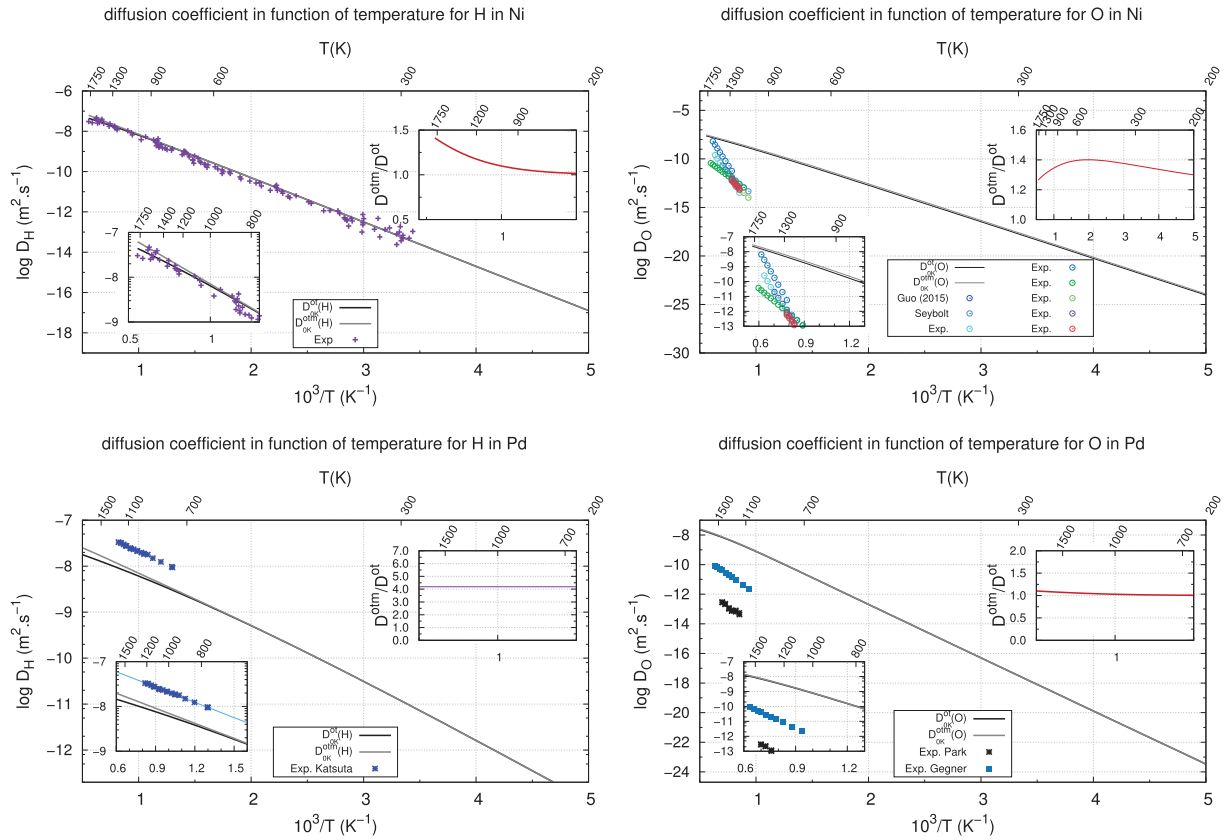 diffusion coefficient in function of temperature for H in Ni
T(K)
1750 1300 900 600 300 200
−6
−8
−10
−12
−14
−16
−18
log D_H (m².s⁻¹)
1 2 3 4 5
10³/T (K⁻¹)
1750 1200 900
1.5
1.0
0.5
D^otm/D^ot
1
1750 1400 1200 1000 800
−7
−8
−9
0.5 1
D^ot_0K(H)
D^otm_0K(H)
Exp
diffusion coefficient in function of temperature for O in Ni
T(K)
1750 1300 900 600 300 200
−5
−10
−15
−20
−25
−30
log D_O (m².s⁻¹)
1 2 3 4 5
10³/T (K⁻¹)
1750 1300 900 600 300 200
1.6
1.4
1.2
1.0
D^otm/D^ot
0 1 2 3 4 5
1750 1300 900
−7
−8
−9
−10
−11
−12
−13
0.6 0.9 1.2
D^ot_0K(O) Exp.
D^otm_0K(O) Exp.
Guo (2015) Exp.
Seybolt Exp.
Exp. Exp.
diffusion coefficient in function of temperature for H in Pd
T(K)
1500 1100 700 300 200
−7
−8
−9
−10
−11
−12
log D_H (m².s⁻¹)
1 2 3 4 5
10³/T (K⁻¹)
1500 1000 700
7.0
6.0
5.0
4.0
3.0
2.0
1.0
0.0
D^otm/D^ot
1
1500 1200 1000 800
−7
−8
−9
0.6 0.9 1.2 1.5
D^ot_0K(H)
D^otm_0K(H)
Exp. Katsuta
diffusion coefficient in function of temperature for O in Pd
T(K)
1500 1100 700 300 200
−8
−10
−12
−14
−16
−18
−20
−22
−24
log D_O (m².s⁻¹)
1 2 3 4 5
10³/T (K⁻¹)
1500 1000 700
2.0
1.5
1.0
0.5
0.0
D^otm/D^ot
1
1500 1200 1000 800
−7
−8
−9
−10
−11
−12
−13
0.6 0.9 1.2
D^ot_0K(O)
D^otm_0K(O)
Exp. Park
Exp. Gegner